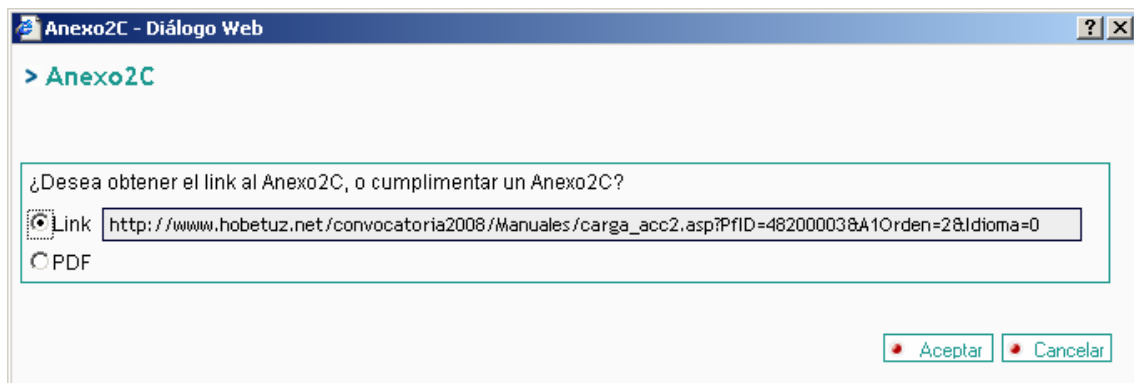 Anexo2C - Diálogo Web
> Anexo2C
¿Desea obtener el link al Anexo2C, o cumplimentar un Anexo2C?
Link http://www.hobetuz.net/convocatoria2008/Manuales/carga_acc2.asp?PfID=48200003&A1Orden=2&Idioma=0
PDF
Aceptar Cancelar